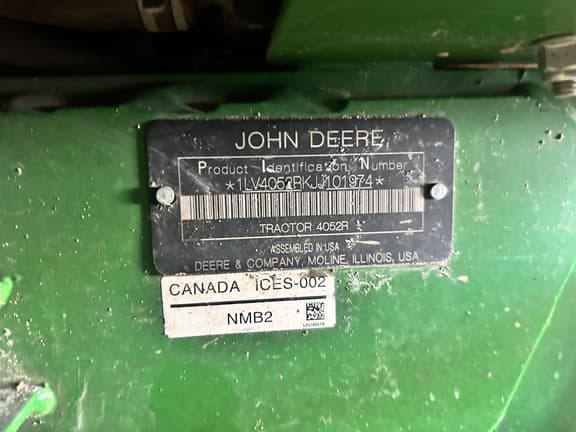 JOHN DEERE
Product Identification Number
*1LV4052RKJJ101974*
TRACTOR 4052R
ASSEMBLED IN USA
DEERE & COMPANY, MOLINE, ILLINOIS, USA
CANADA ICES-002
NMB2